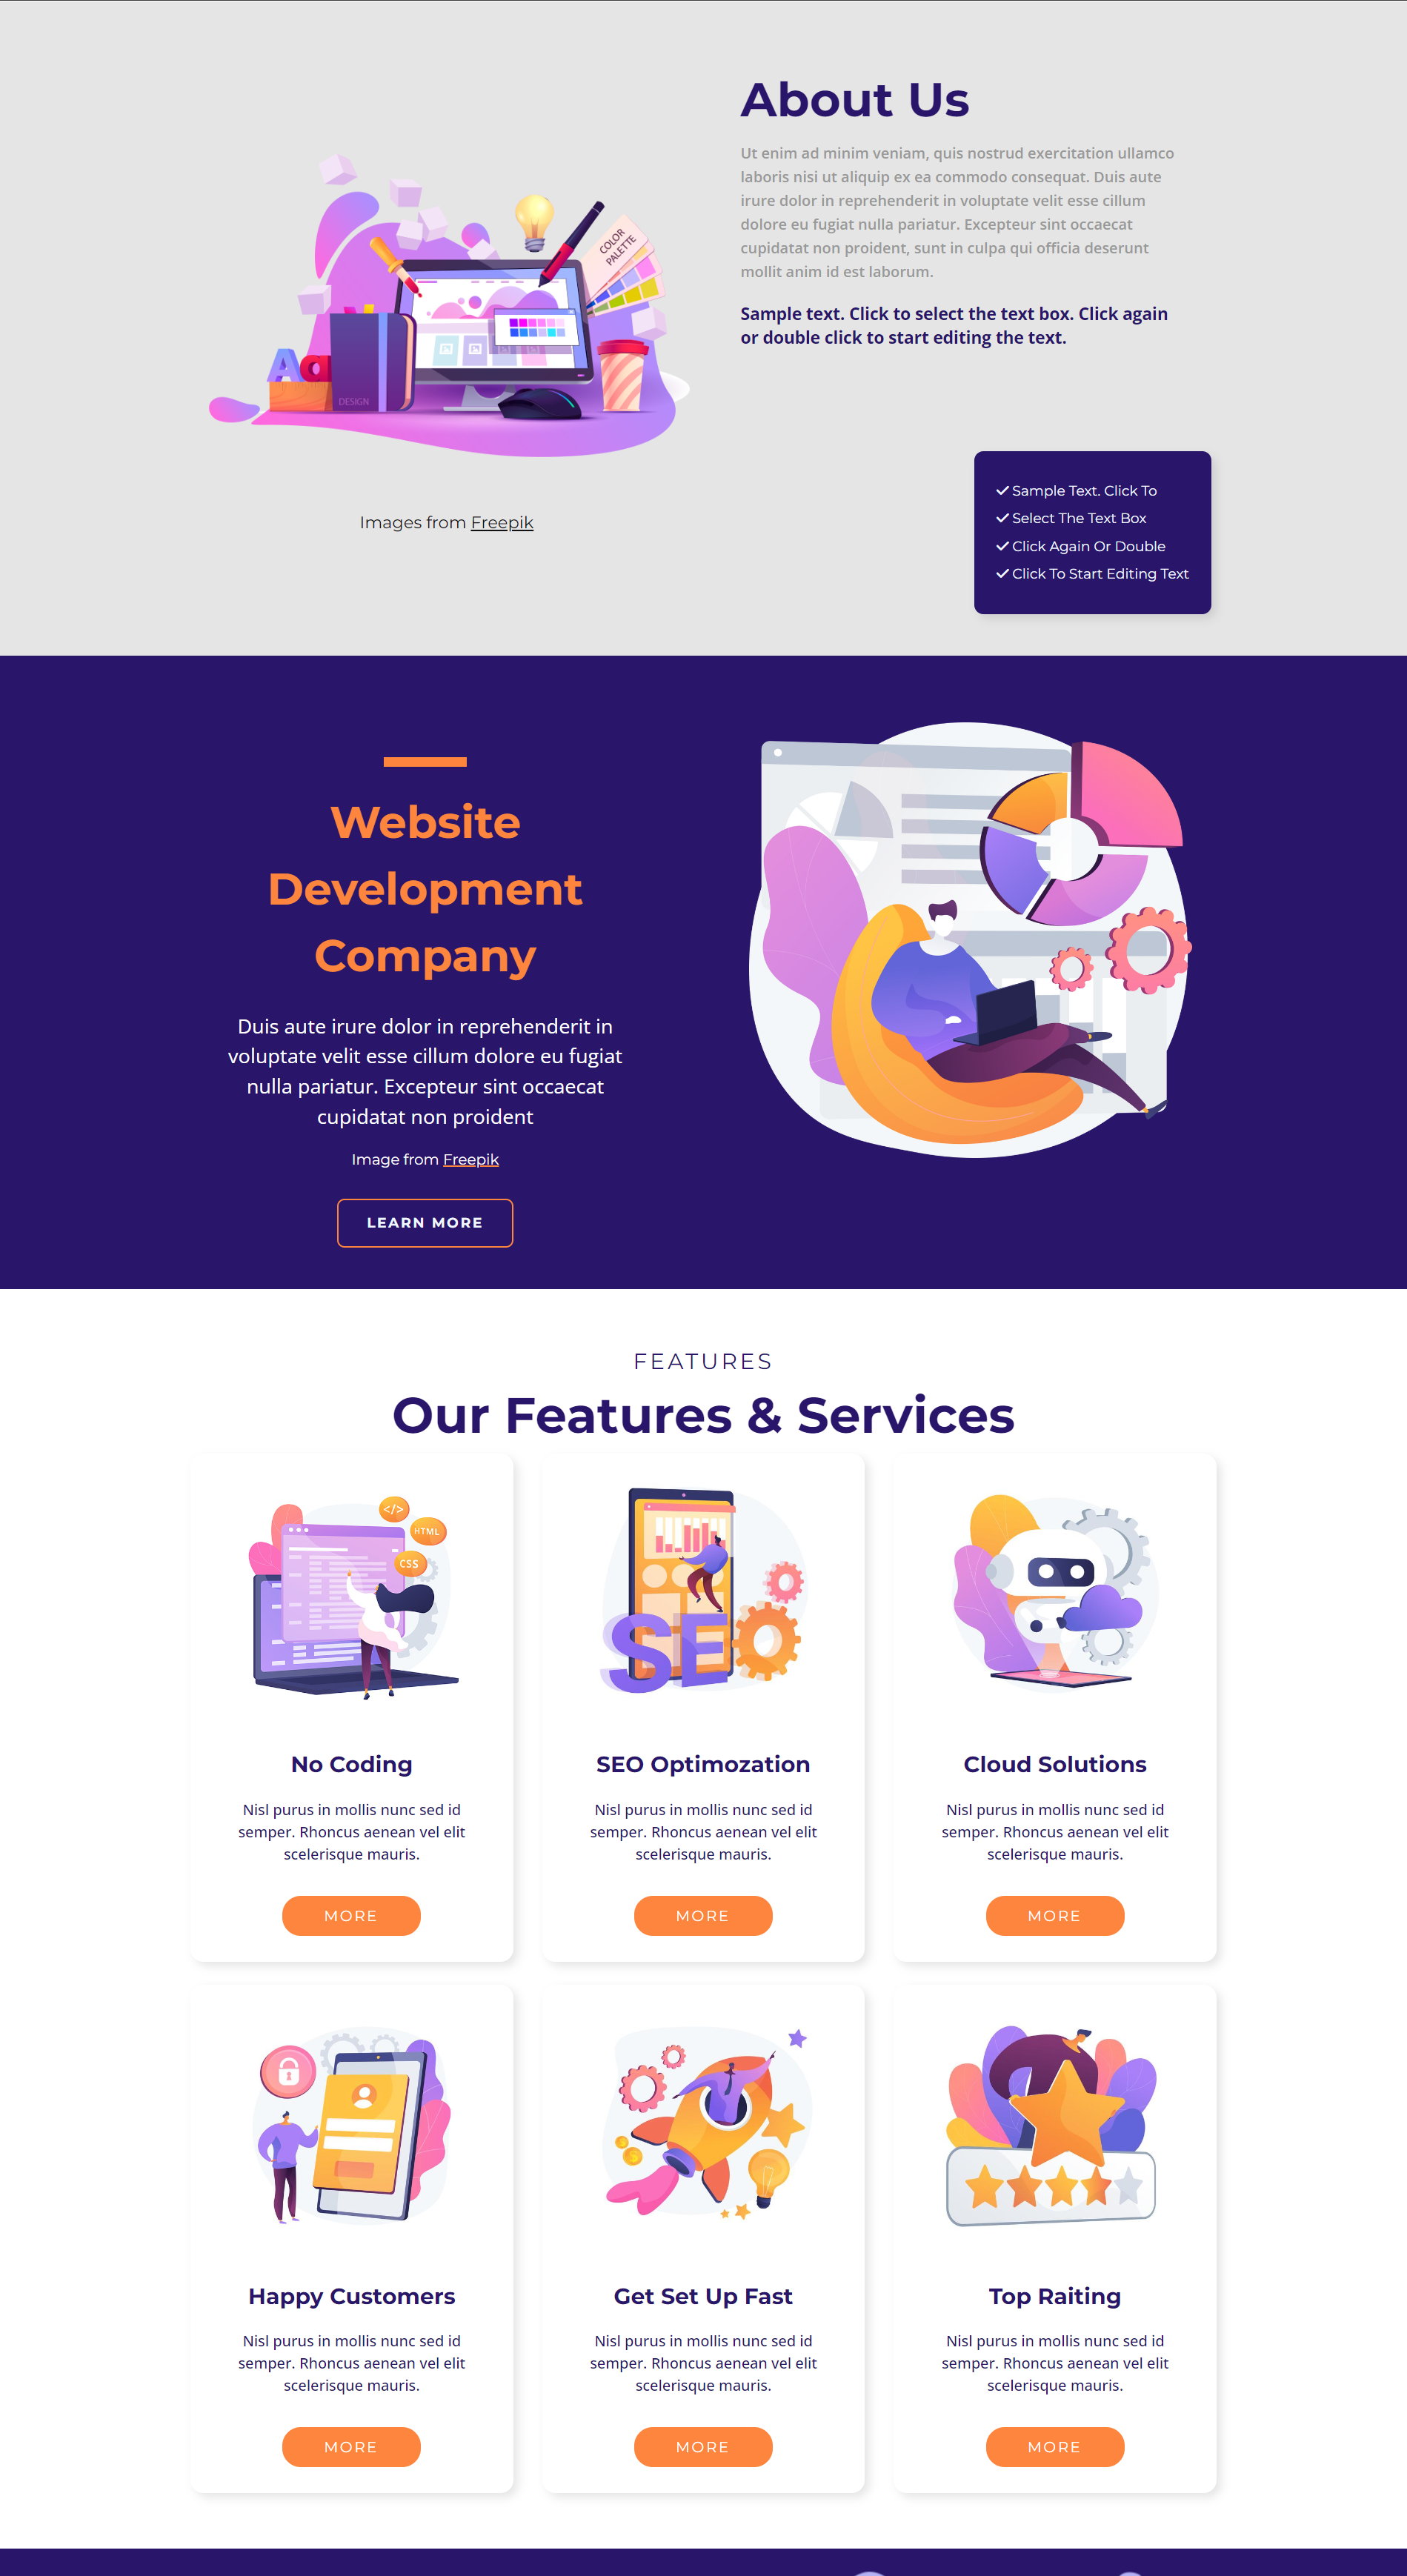 About Us
Ut enim ad minim veniam, quis nostrud exercitation ullamco
laboris nisi ut aliquip ex ea commodo consequat. Duis aute
irure dolor in reprehenderit in voluptate velit esse cillum
dolore eu fugiat nulla pariatur. Excepteur sint occaecat
cupidatat non proident, sunt in culpa qui officia deserunt
mollit anim id est laborum.
Sample text. Click to select the text box. Click again
or double click to start editing the text.
COLOR
PALETTE
Aa
DESIGN
Images from Freepik
Sample Text. Click To
Select The Text Box
Click Again Or Double
Click To Start Editing Text
Website
Development
Company
Duis aute irure dolor in reprehenderit in
voluptate velit esse cillum dolore eu fugiat
nulla pariatur. Excepteur sint occaecat
cupidatat non proident
Image from Freepik
LEARN MORE
FEATURES
Our Features & Services
</>
HTML
CSS
No Coding
Nisl purus in mollis nunc sed id
semper. Rhoncus aenean vel elit
scelerisque mauris.
MORE
SE
SEO Optimozation
Nisl purus in mollis nunc sed id
semper. Rhoncus aenean vel elit
scelerisque mauris.
MORE
Cloud Solutions
Nisl purus in mollis nunc sed id
semper. Rhoncus aenean vel elit
scelerisque mauris.
MORE
Happy Customers
Nisl purus in mollis nunc sed id
semper. Rhoncus aenean vel elit
scelerisque mauris.
MORE
Get Set Up Fast
Nisl purus in mollis nunc sed id
semper. Rhoncus aenean vel elit
scelerisque mauris.
MORE
Top Raiting
Nisl purus in mollis nunc sed id
semper. Rhoncus aenean vel elit
scelerisque mauris.
MORE